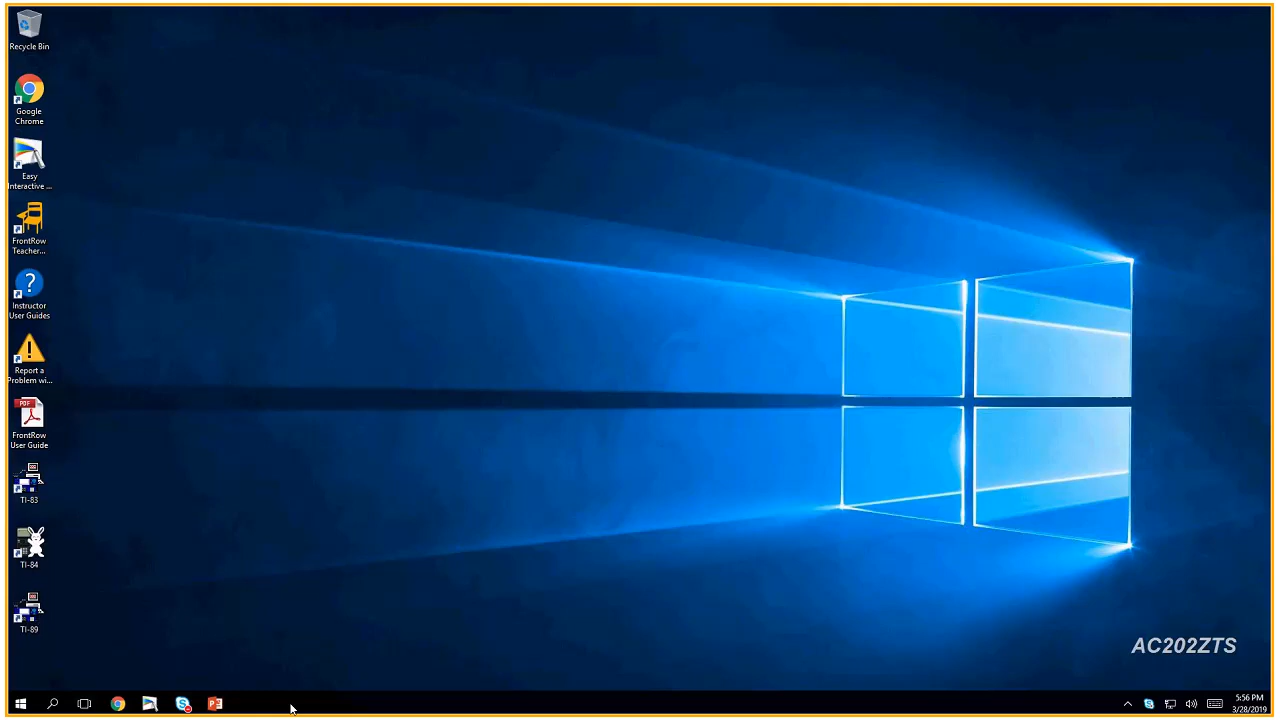 Recycle Bin
Google
Chrome
Easy
Interactive ...
FrontRow
Teacher...
?
Instructor
User Guides
!
Report a
Problem wi...
PDF
FrontRow
User Guide
TI-83
TI-84
TI-89
AC202ZTS
5:56 PM
3/28/2019